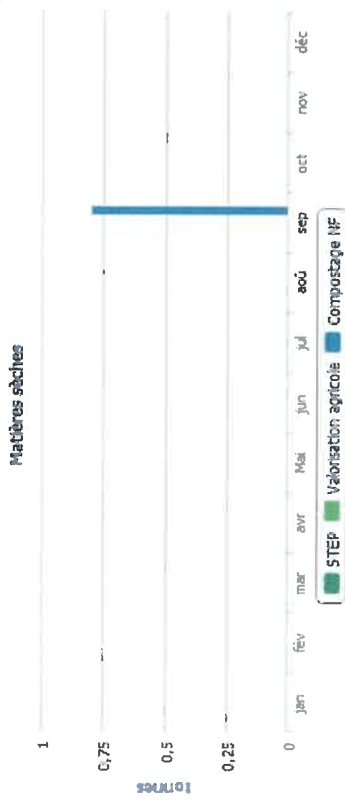 Matières sèches
1
0,75
0,5
0,25
0
tonnes
jan fév mar avr Mai jun jul aoû sep oct nov déc
STEP Valorisation agricole Compostage NF